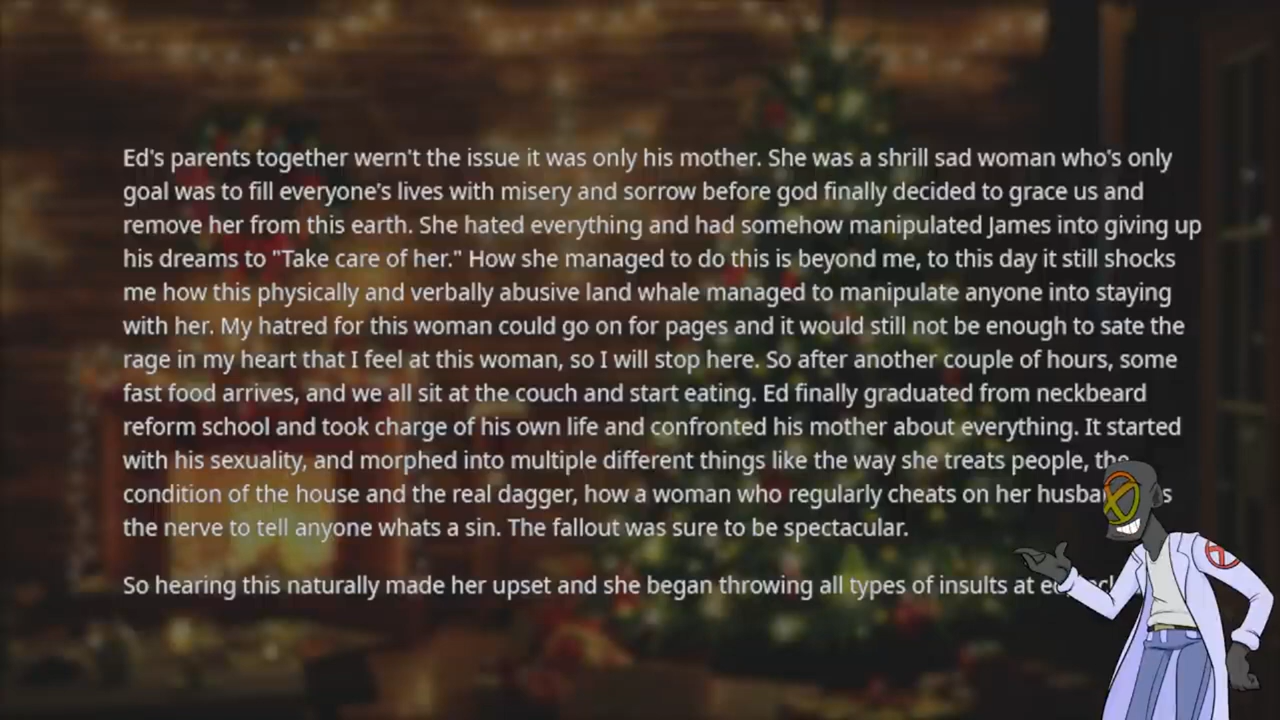 Ed's parents together wern't the issue it was only his mother. She was a shrill sad woman who's only
goal was to fill everyone's lives with misery and sorrow before god finally decided to grace us and
remove her from this earth. She hated everything and had somehow manipulated James into giving up
his dreams to "Take care of her." How she managed to do this is beyond me, to this day it still shocks
me how this physically and verbally abusive land whale managed to manipulate anyone into staying
with her. My hatred for this woman could go on for pages and it would still not be enough to sate the
rage in my heart that I feel at this woman, so I will stop here. So after another couple of hours, some
fast food arrives, and we all sit at the couch and start eating. Ed finally graduated from neckbeard
reform school and took charge of his own life and confronted his mother about everything. It started
with his sexuality, and morphed into multiple different things like the way she treats people, the
condition of the house and the real dagger, how a woman who regularly cheats on her
the nerve to tell anyone whats a sin. The fallout was sure to be spectacular.
So hearing this naturally made her upset and she began throwing all types of insults at